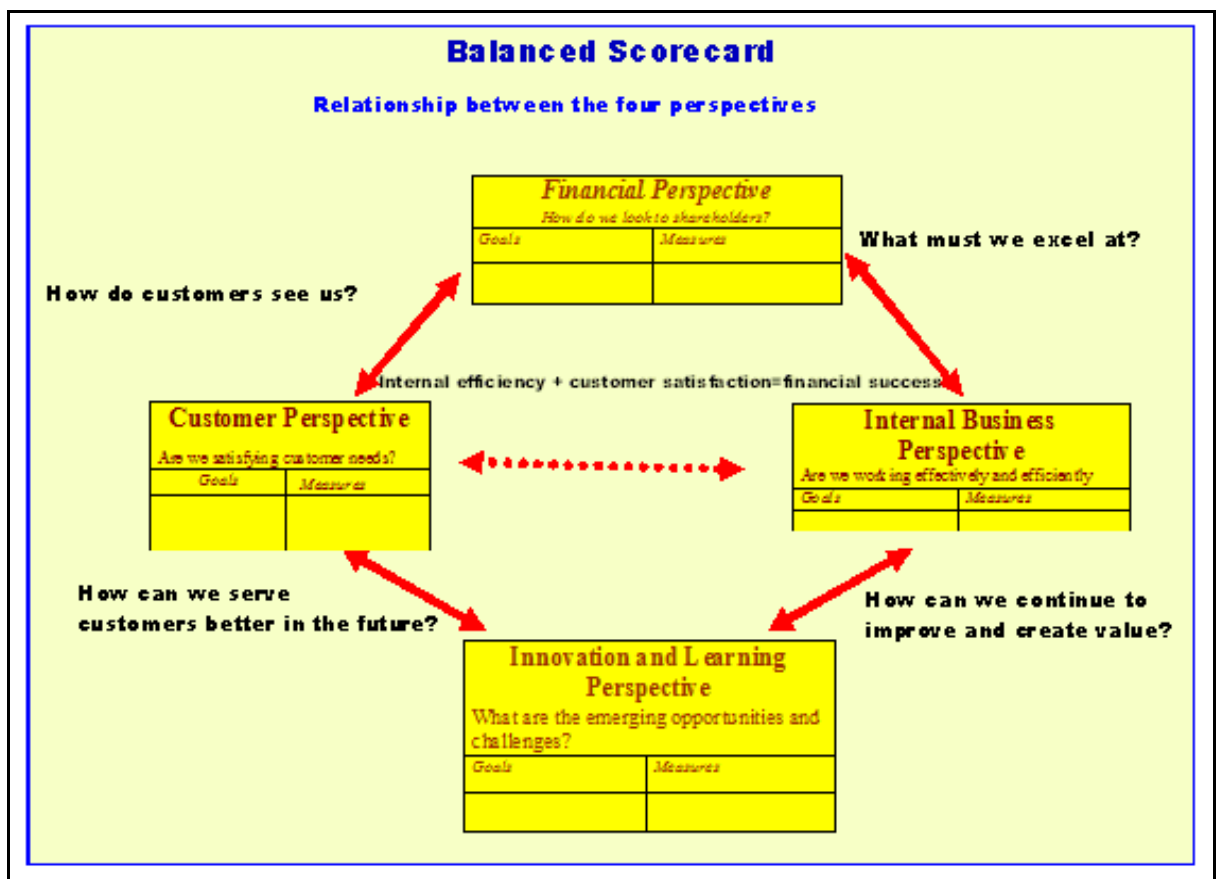 Balanced Scorecard
Relationship between the four perspectives
Financial Perspective
How do we look to shareholders?
Goals Measures
What must we excel at?
How do customers see us?
Internal efficiency + customer satisfaction=financial success
Customer Perspective
Are we satisfying customer needs?
Goals Measures
Internal Business
Perspective
Are we working effectively and efficiently
Goals Measures
How can we serve
customers better in the future?
How can we continue to
improve and create value?
Innovation and Learning
Perspective
What are the emerging opportunities and
challenges?
Goals Measures